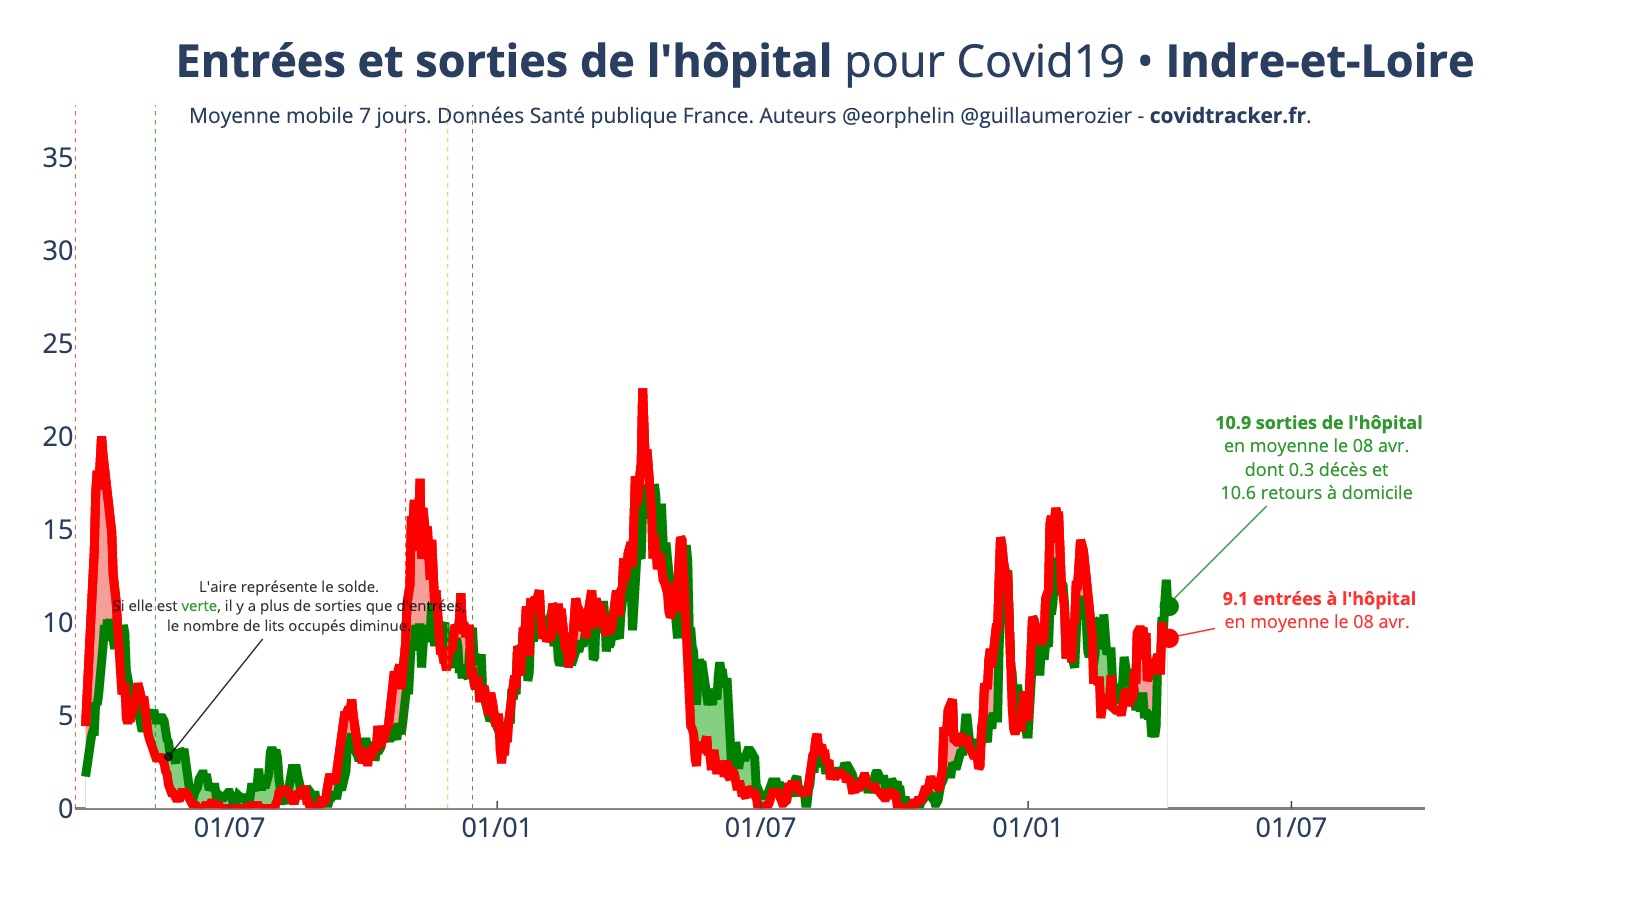 Entrées et sorties de l'hôpital pour Covid19 • Indre-et-Loire
Moyenne mobile 7 jours. Données Santé publique France. Auteurs @eorphelin @guillaumerozier - covidtracker.fr.
35
30
25
20
15
10
5
0
L'aire représente le solde.
Si elle est verte, il y a plus de sorties que d'entrées,
le nombre de lits occupés diminue.
10.9 sorties de l'hôpital
en moyenne le 08 avr.
dont 0.3 décès et
10.6 retours à domicile
9.1 entrées à l'hôpital
en moyenne le 08 avr.
01/07
01/01
01/07
01/01
01/07